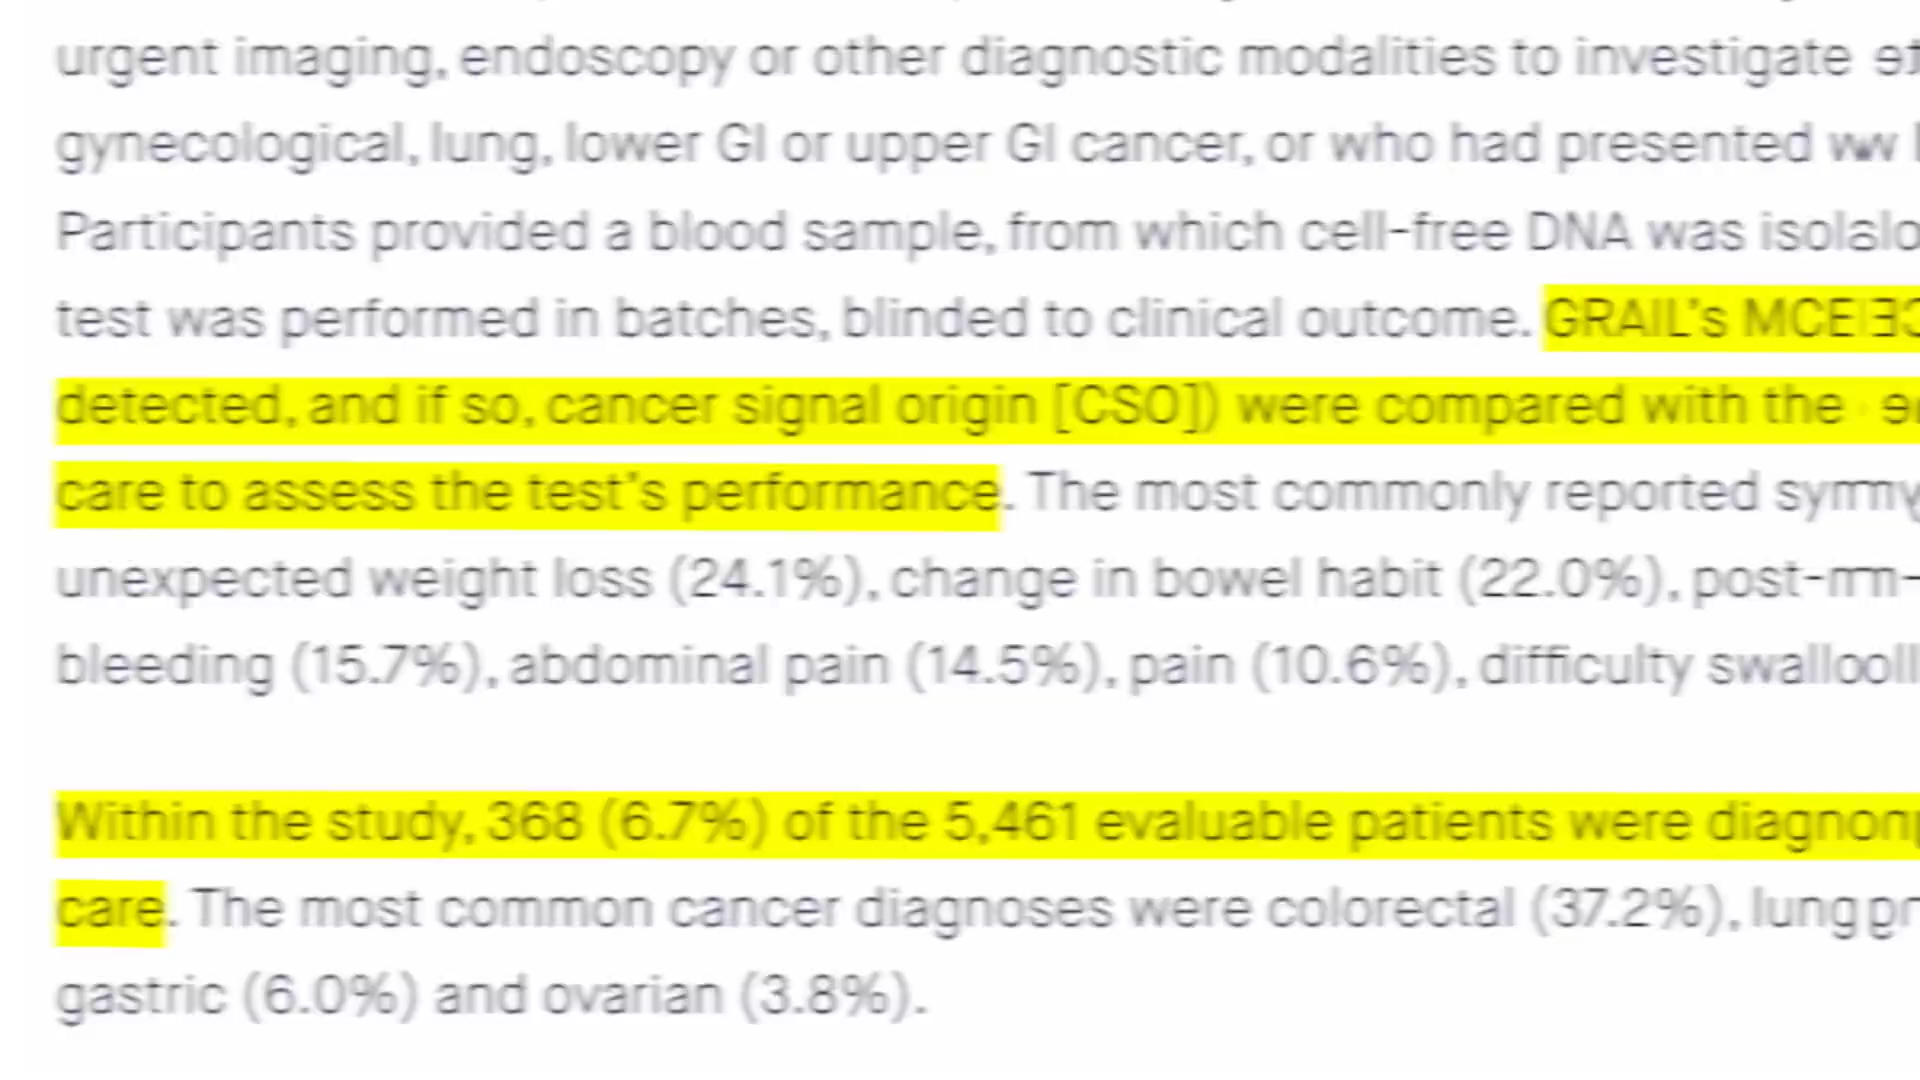 urgent imaging, endoscopy or other diagnostic modalities to investigate
gynecological, lung, lower GI or upper GI cancer, or who had presented
Participants provided a blood sample, from which cell-free DNA was
test was performed in batches, blinded to clinical outcome. GRAIL's
detected, and if so, cancer signal origin [CSO]) were compared with the
care to assess the test's performance. The most commonly reported
unexpected weight loss (24.1%), change in bowel habit (22.0%),
bleeding (15.7%), abdominal pain (14.5%), pain (10.6%), difficulty
Within the study, 368 (6.7%) of the 5,461 evaluable patients were
care. The most common cancer diagnoses were colorectal (37.2%), lung
gastric (6.0%) and ovarian (3.8%).